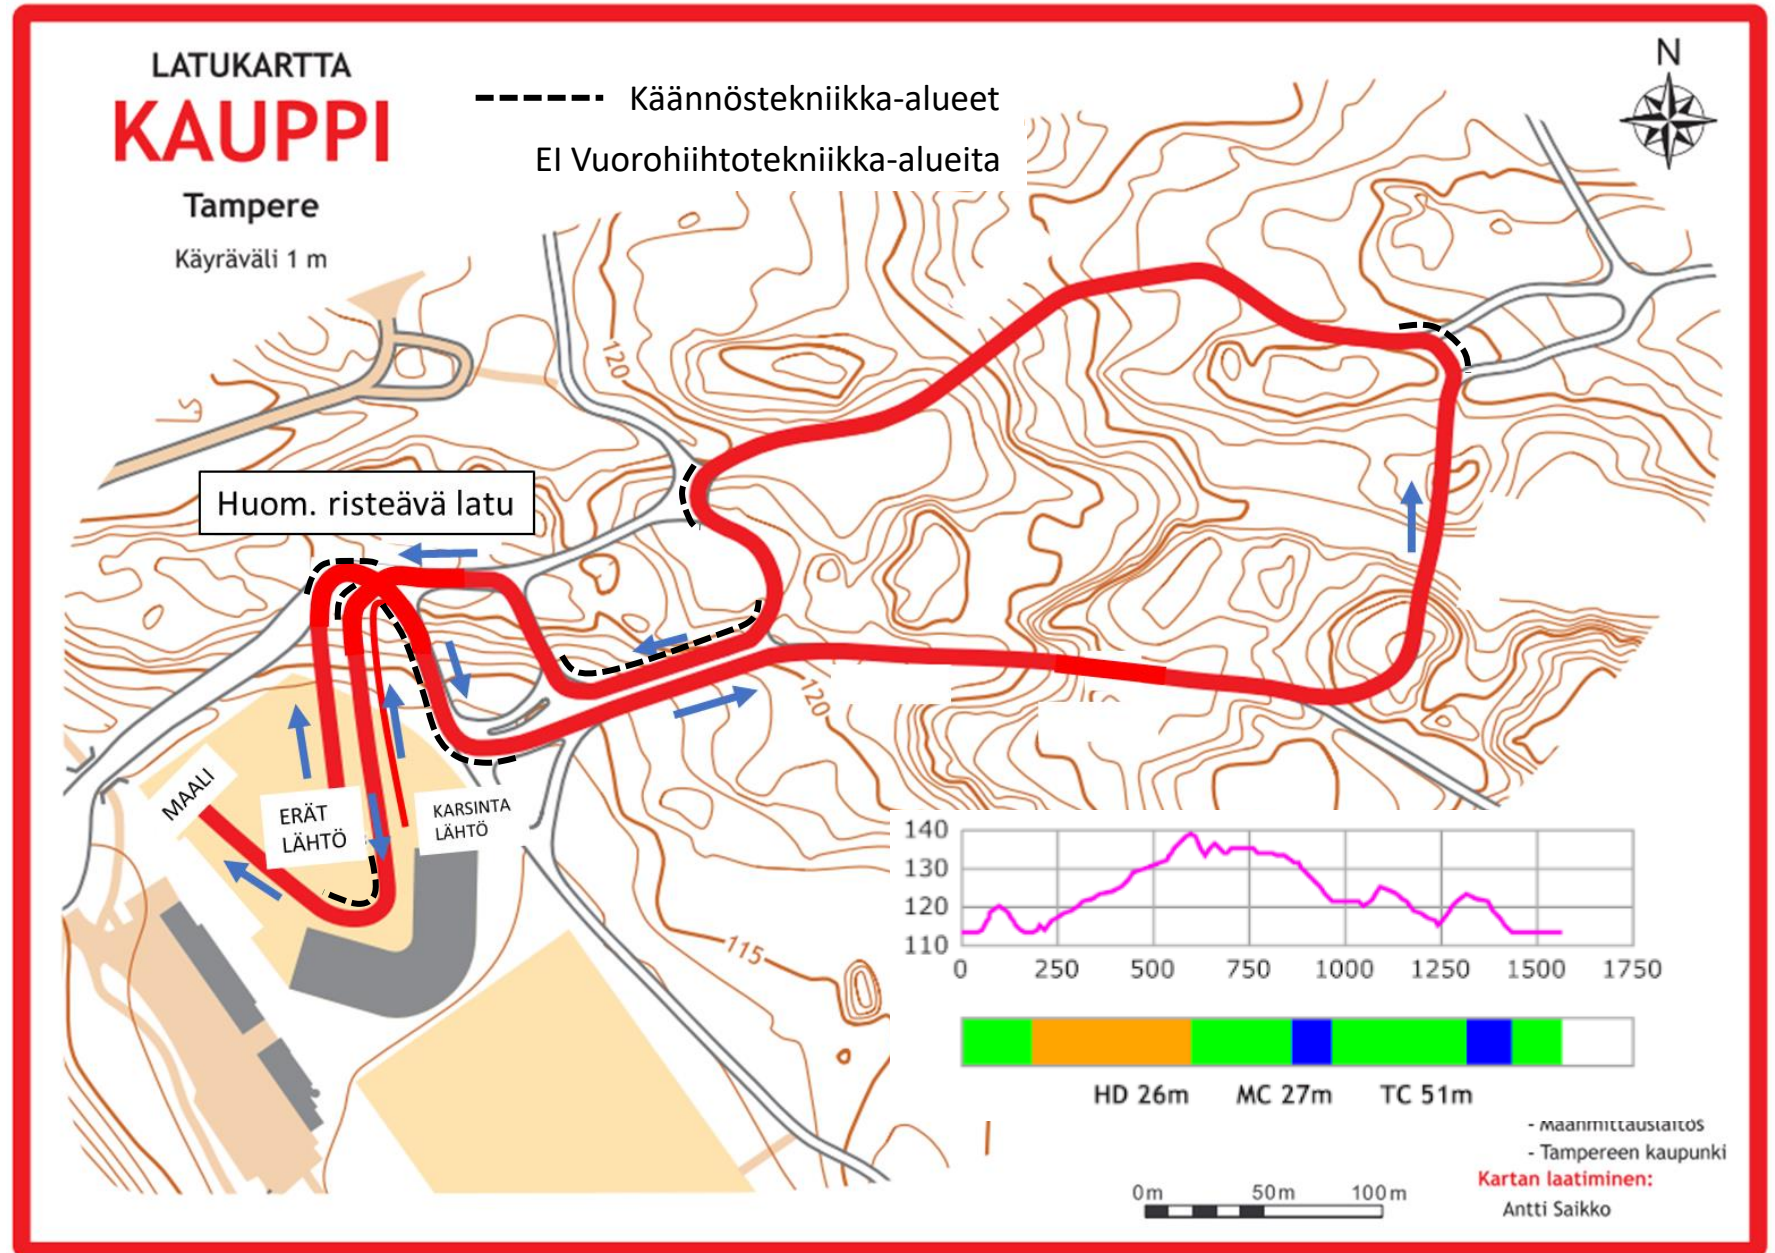 LATUKARTTA
KAUPPI
Tampere
Käyräväli 1 m
Käännöstekniikka-alueet
EI Vuorohiihtotekniikka-alueita
N
120
Huom. risteävä latu
120
MAALI
ERÄT
LÄHTÖ
KARSINTA
LÄHTÖ
115
140
130
120
110
0 250 500 750 1000 1250 1500 1750
HD 26m MC 27m TC 51m
- Maanmittauslaitos
- Tampereen kaupunki
Kartan laatiminen:
Antti Saikko
0m 50m 100m